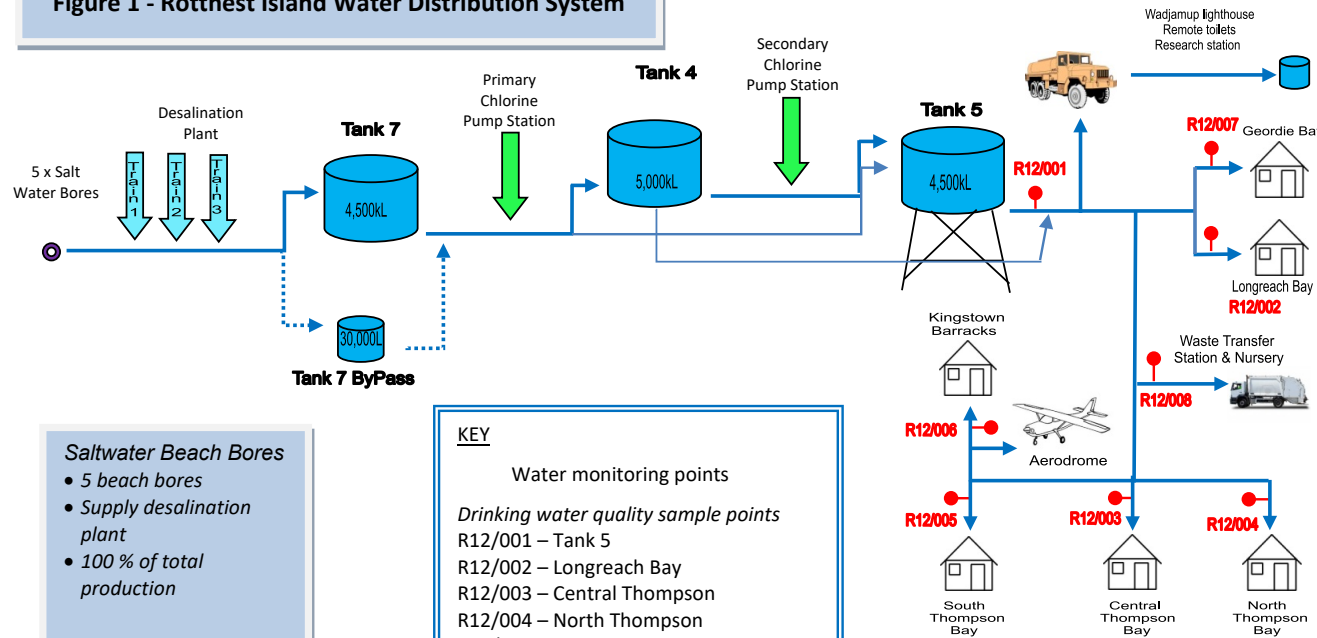 Figure 1 - Rottnest Island Water Distribution System
Wadjamup lighthouse
Remote toilets
Research station
Secondary
Chlorine
Pump Station
Tank 4
Primary
Chlorine
Pump Station
Desalination
Plant
Tank 7
Tank 5
5 x Salt
Water Bores
Train 1
Train 2
Train 3
4,500kL
5,000kL
4,500kL
R12/001
R12/007
Geordie Ba
Longreach Bay
R12/002
30,000L
Tank 7 ByPass
Kingstown
Barracks
Waste Transfer
Station & Nursery
R12/008
R12/006
Aerodrome
R12/005
R12/003
R12/004
South
Thompson
Bay
Central
Thompson
Bay
North
Thompson
Bay
Saltwater Beach Bores
• 5 beach bores
• Supply desalination
plant
• 100 % of total
production
KEY
Water monitoring points
Drinking water quality sample points
R12/001 – Tank 5
R12/002 – Longreach Bay
R12/003 – Central Thompson
R12/004 – North Thompson